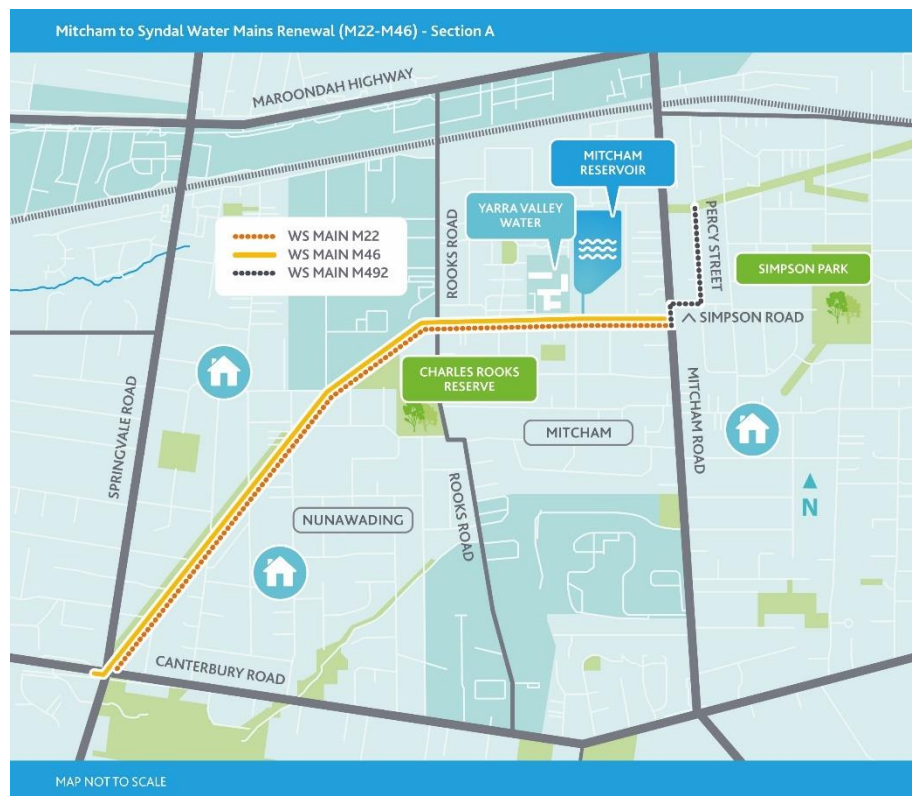 Mitcham to Syndal Water Mains Renewal (M22-M46) - Section A
MAROONDAH HIGHWAY
MITCHAM
RESERVOIR
YARRA VALLEY
WATER
ROOKS ROAD
PERCY STREET
WS MAIN M22
WS MAIN M46
WS MAIN M492
SIMPSON PARK
SIMPSON ROAD
CHARLES ROOKS
RESERVE
SPRINGVALE ROAD
MITCHAM
MITCHAM ROAD
N
ROOKS ROAD
NUNAWADING
CANTERBURY ROAD
MAP NOT TO SCALE